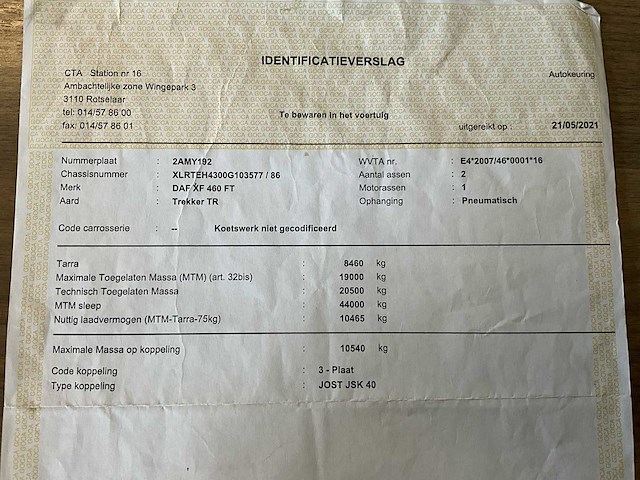 IDENTIFICATIEVERSLAG
CTA Station nr 16
Ambachtelijke zone Wingepark 3
3110 Rotselaar
tel: 014/57 86 00
fax: 014/57 86 01
Autokeuring
Te bewaren in het voertuig
uitgereikt op : 21/05/2021
Nummerplaat : 2AMY192 WVTA nr. : E4*2007/46*0001*16
Chassisnummer : XLRTEH4300G103577 / 86 Aantal assen : 2
Merk : DAF XF 460 FT Motorassen : 1
Aard : Trekker TR Ophanging : Pneumatisch
Code carrosserie : -- Koetswerk niet gecodificeerd
Tarra : 8460 kg
Maximale Toegelaten Massa (MTM) (art. 32bis) : 19000 kg
Technisch Toegelaten Massa : 20500 kg
MTM sleep : 44000 kg
Nuttig laadvermogen (MTM-Tarra-75kg) : 10465 kg
Maximale Massa op koppeling : 10540 kg
Code koppeling : 3 - Plaat
Type koppeling : JOST JSK 40